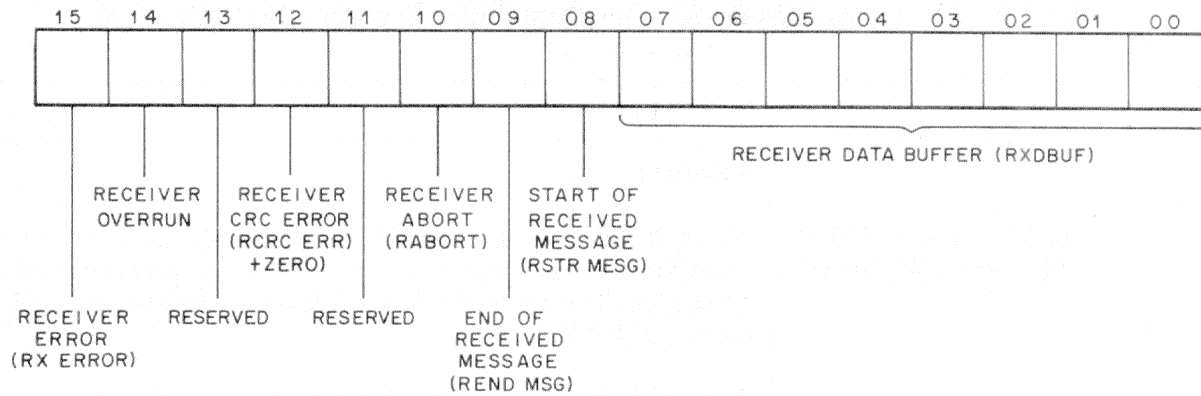 15 14 13 12 10 09 08 07 06 05 04 03 02 01 00
RECEIVER DATA BUFFER (RXDBUF)
RECEIVER
OVERRUN
RECEIVER
CRC ERROR
(RCRC ERR)
+ZERO)
RECEIVER
ABORT
(RABORT)
START OF
RECEIVED
MESSAGE
(RSTR MESG)
RECEIVER
ERROR
(RX ERROR)
RESERVED
RESERVED
END OF
RECEIVED
MESSAGE
(REND MSG)